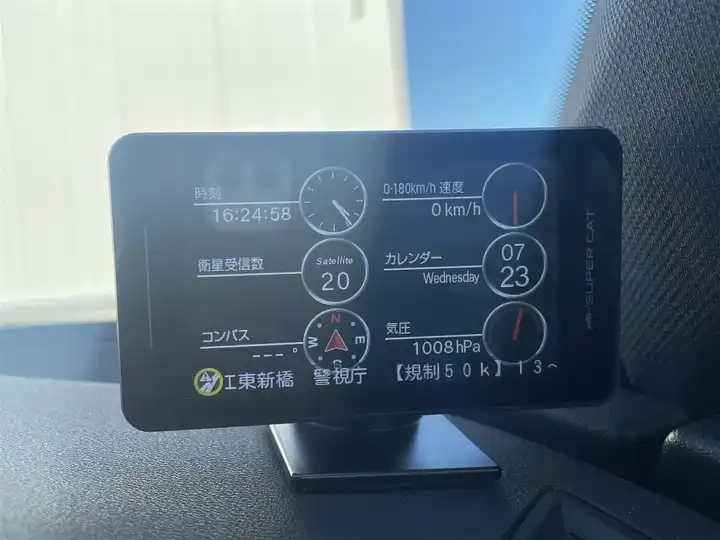 時刻
16:24:58
0-180km/h 速度
0 km/h
衛星受信数
Satellite
20
カレンダー
Wednesday
07
23
コンパス
---°
N
W
E
S
気圧
1008hPa
工東新橋 警視庁 【規制50k】13~
SUPER CAT